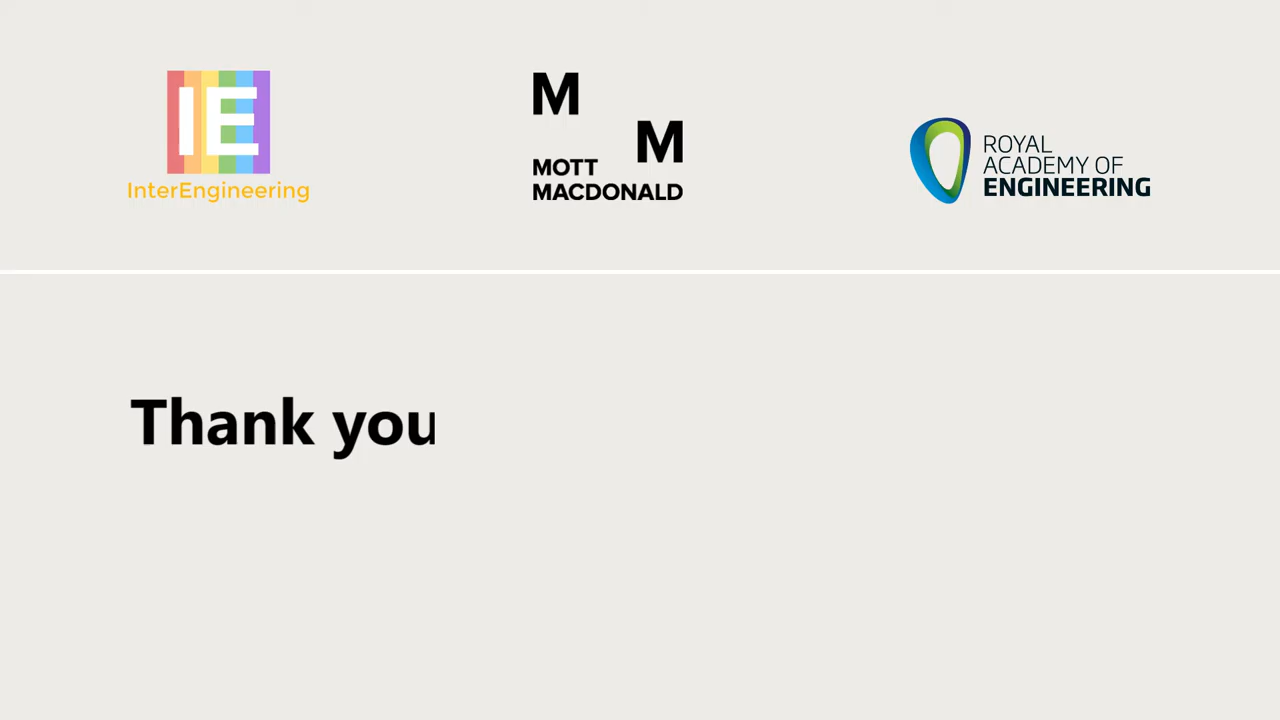 IE
InterEngineering
M
M
MOTT
MACDONALD
ROYAL
ACADEMY OF
ENGINEERING
Thank you